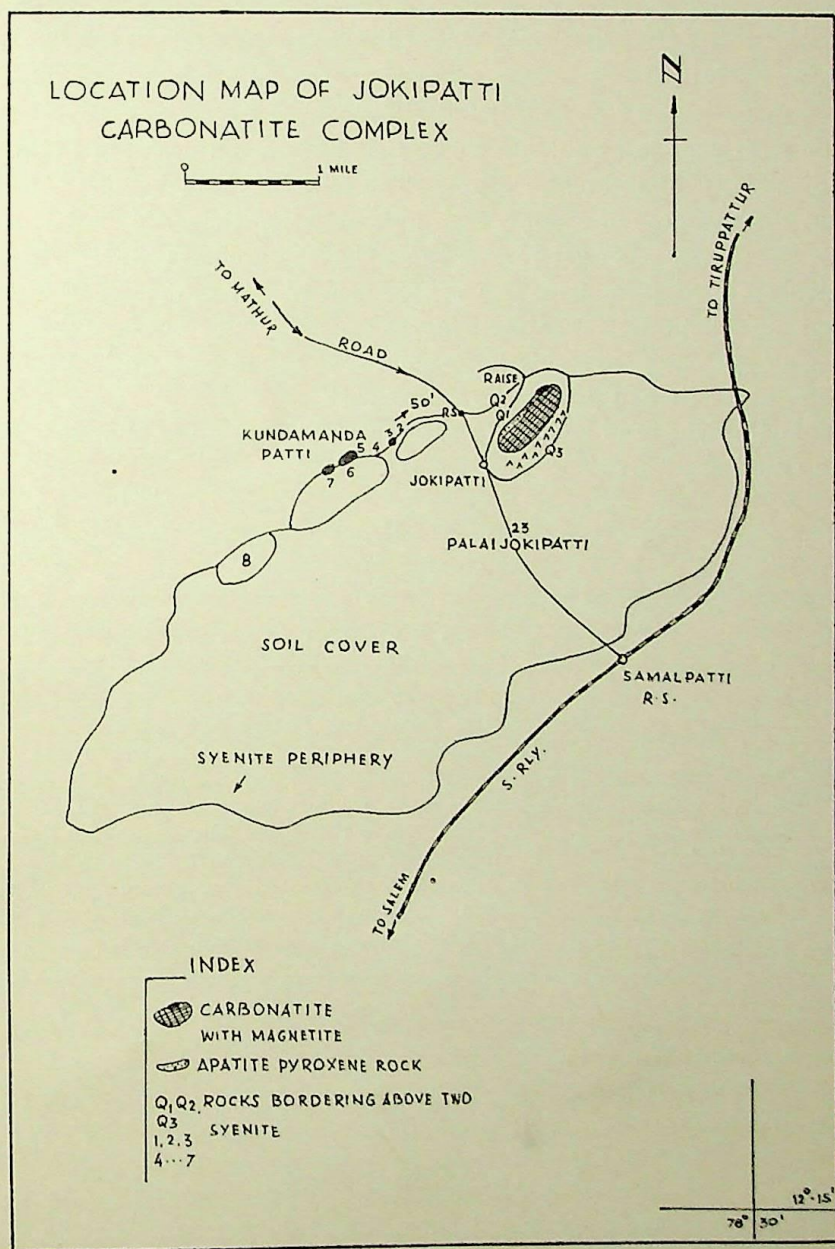 LOCATION MAP OF JOKIPATTI
CARBONATITE COMPLEX
N
0
1 MILE
TO TIRUPPATTUR
TO MATHUR
ROAD
RAISE
Q2
50'
RS
Q1
KUNDAMANDA
PATTI
3 2
5 4
6
7
Q3
JOKIPATTI
23
PALAIJOKIPATTI
8
SOIL COVER
SAMALPATTI
R.S.
SYENITE PERIPHERY
S. RLY.
TO SALEM
INDEX
CARBONATITE
WITH MAGNETITE
APATITE PYROXENE ROCK
Q1 Q2, ROCKS BORDERING ABOVE TWO
Q3
SYENITE
1, 2, 3
4...7
12°-15'
78° 30'